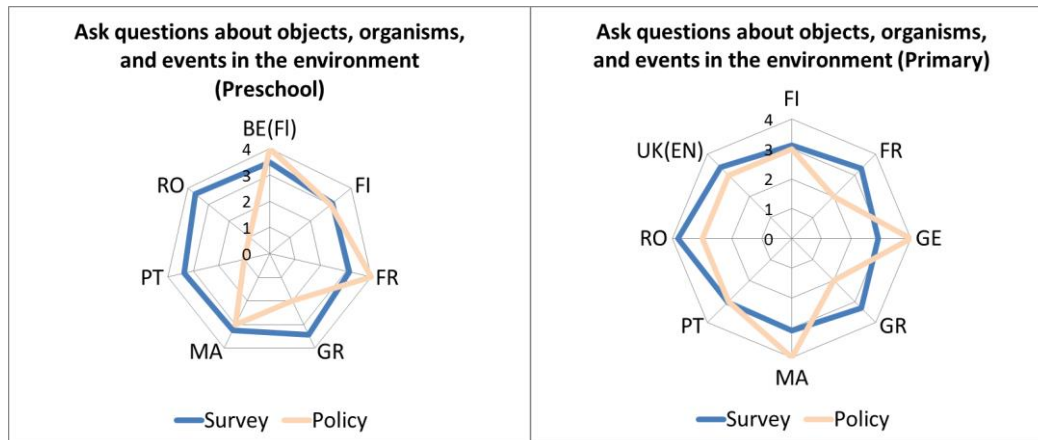 Ask questions about objects, organisms,
and events in the environment
(Preschool)
BE(Fl)
4
3
2
1
0
FI
FR
GR
MA
PT
RO
Survey
Policy
Ask questions about objects, organisms,
and events in the environment (Primary)
FI
4
3
2
1
0
FR
GE
GR
MA
PT
RO
UK(EN)
Survey
Policy